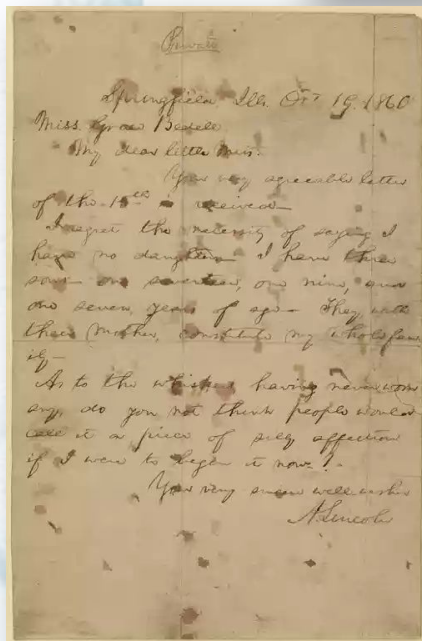 Private
Springfield, Ills. Oct 19. 1860
Miss. Grace Bedell
My dear little Miss.
Your very agreeable letter
of the 15th is received—
I regret the necessity of saying I
have no daughters— I have three
sons— one seventeen, one nine, and
one seven, years of age— They, with
their mother, constitute my whole fam
ily—
As to the whiskers having never worn
any, do you not think people would
call it a piece of silly affection
if I were to begin it now?—
Your very sincere well-wisher
A. Lincoln